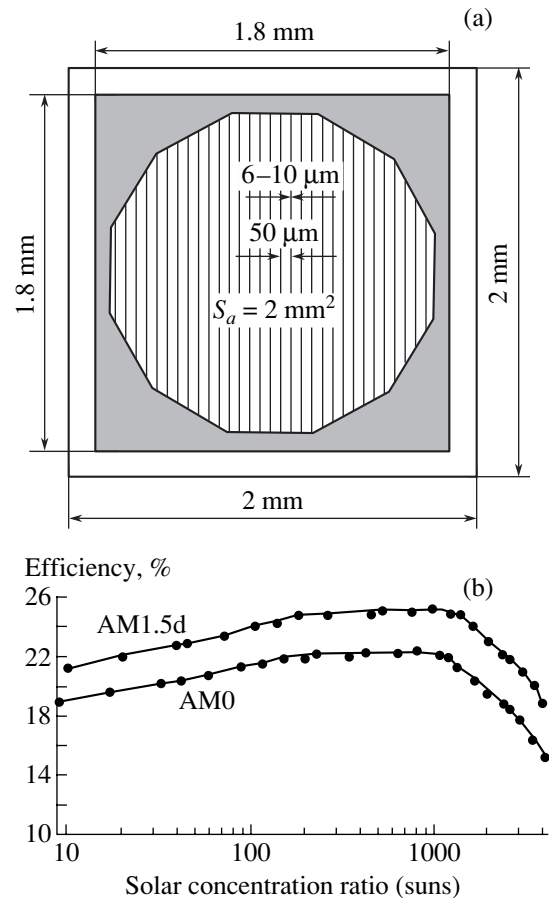 (a)
1.8 mm
6–10 µm
50 µm
Sa = 2 mm2
1.8 mm
2 mm
2 mm
Efficiency, %
(b)
26
AM1.5d
22
AM0
18
14
10
10
100
1000
Solar concentration ratio (suns)